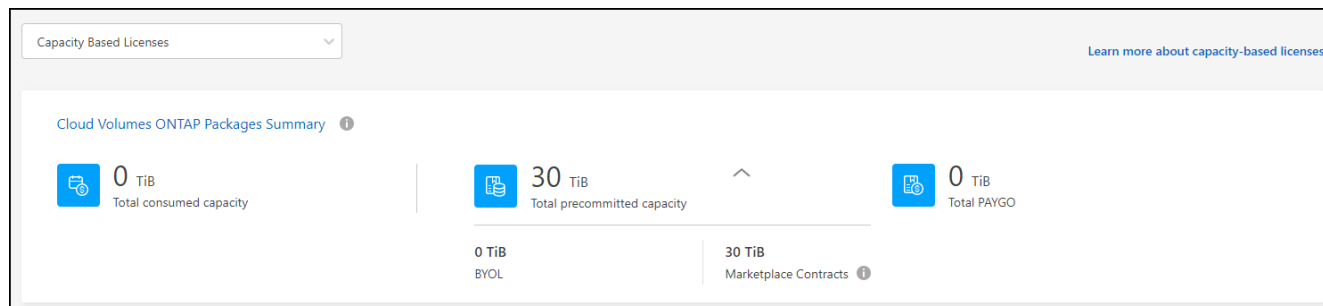 Capacity Based Licenses
Learn more about capacity-based licenses
Cloud Volumes ONTAP Packages Summary
0 TiB
Total consumed capacity
30 TiB
Total precommitted capacity
0 TiB
Total PAYGO
0 TiB
BYOL
30 TiB
Marketplace Contracts